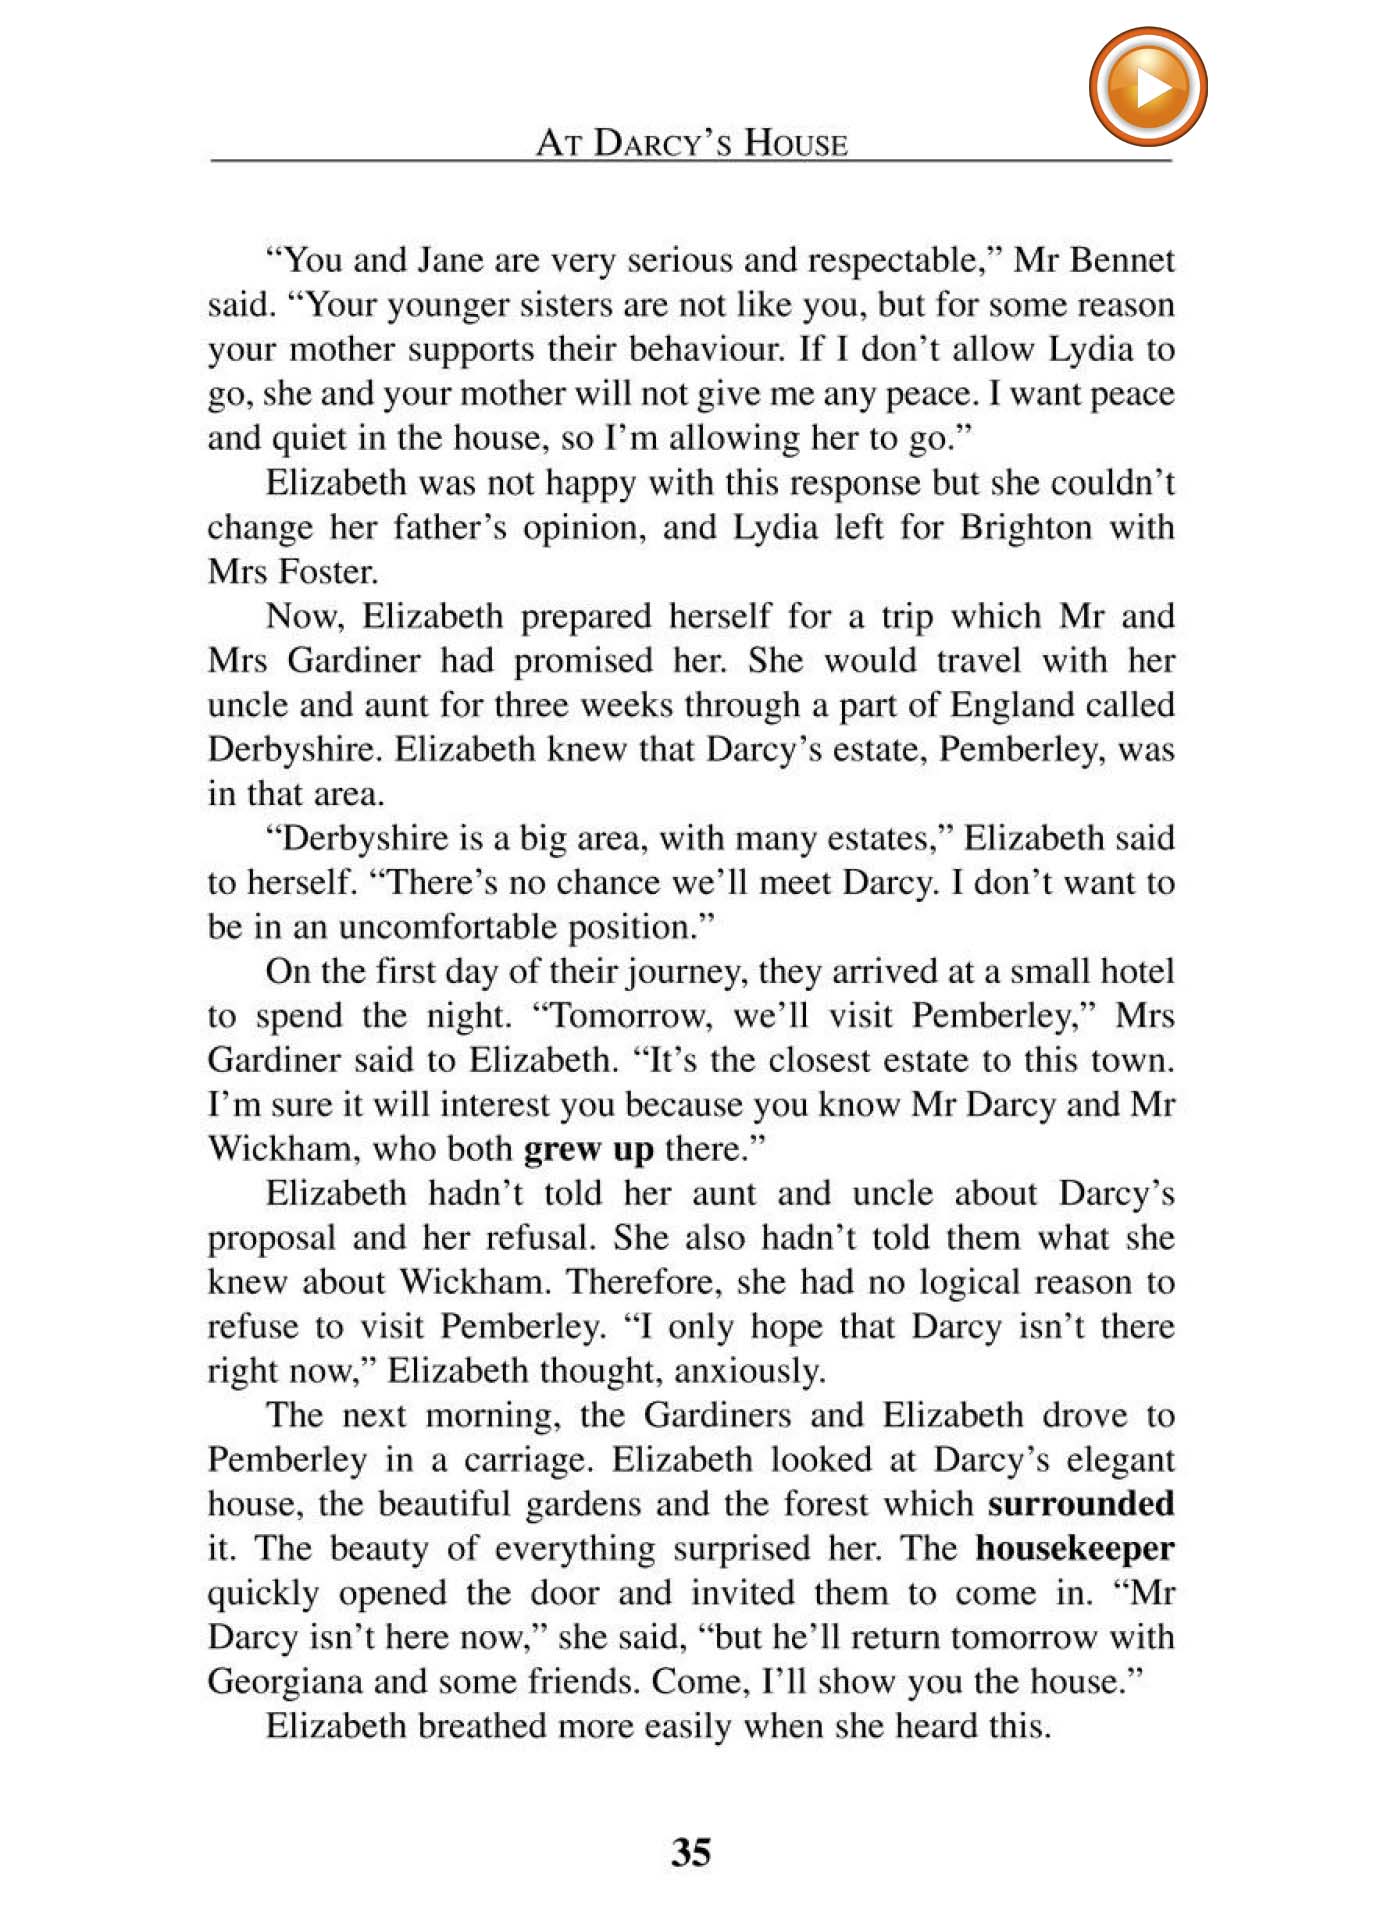 At Darcy's House
“You and Jane are very serious and respectable,” Mr Bennet
said. “Your younger sisters are not like you, but for some reason
your mother supports their behaviour. If I don't allow Lydia to
go, she and your mother will not give me any peace. I want peace
and quiet in the house, so I'm allowing her to go.”
Elizabeth was not happy with this response but she couldn't
change her father's opinion, and Lydia left for Brighton with
Mrs Foster.
Now, Elizabeth prepared herself for a trip which Mr and
Mrs Gardiner had promised her. She would travel with her
uncle and aunt for three weeks through a part of England called
Derbyshire. Elizabeth knew that Darcy's estate, Pemberley, was
in that area.
“Derbyshire is a big area, with many estates,” Elizabeth said
to herself. “There's no chance we'll meet Darcy. I don't want to
be in an uncomfortable position.”
On the first day of their journey, they arrived at a small hotel
to spend the night. “Tomorrow, we'll visit Pemberley,” Mrs
Gardiner said to Elizabeth. “It's the closest estate to this town.
I'm sure it will interest you because you know Mr Darcy and Mr
Wickham, who both grew up there.”
Elizabeth hadn't told her aunt and uncle about Darcy's
proposal and her refusal. She also hadn't told them what she
knew about Wickham. Therefore, she had no logical reason to
refuse to visit Pemberley. “I only hope that Darcy isn't there
right now,” Elizabeth thought, anxiously.
The next morning, the Gardiners and Elizabeth drove to
Pemberley in a carriage. Elizabeth looked at Darcy's elegant
house, the beautiful gardens and the forest which surrounded
it. The beauty of everything surprised her. The housekeeper
quickly opened the door and invited them to come in. “Mr
Darcy isn't here now,” she said, “but he'll return tomorrow with
Georgiana and some friends. Come, I'll show you the house.”
Elizabeth breathed more easily when she heard this.
35